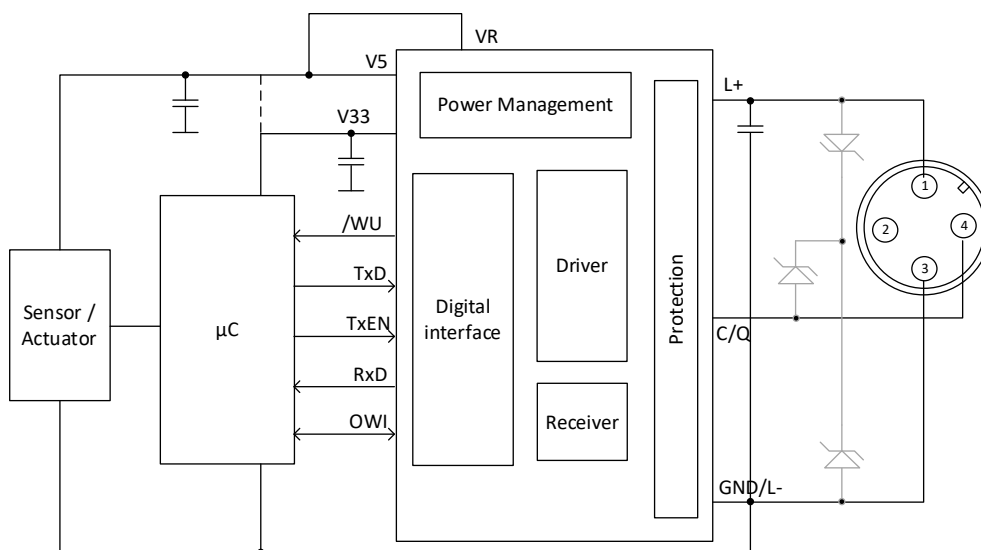 VR
V5
L+
Power Management
V33
1
/WU
2
4
TxD
Driver
3
Sensor /
Actuator
µC
Digital
interface
Protection
TxEN
C/Q
RxD
Receiver
OWI
GND/L-